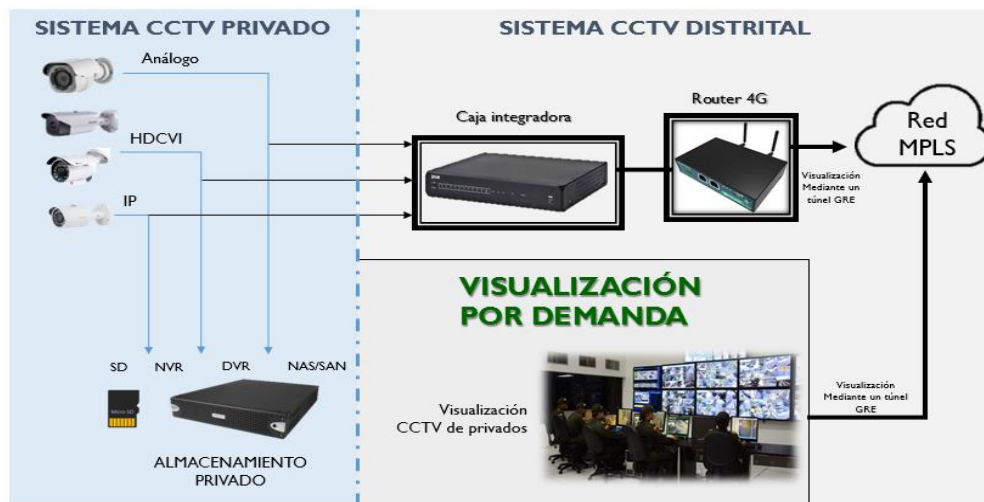 SISTEMA CCTV PRIVADO
Análogo
HDCVI
IP
SD
NVR
DVR
NAS/SAN
Micro SD
ALMACENAMIENTO
PRIVADO
SISTEMA CCTV DISTRITAL
Caja integradora
Router 4G
Red
MPLS
Visualización
Mediante un
túnel GRE
VISUALIZACIÓN
POR DEMANDA
Visualización
CCTV de privados
Visualización
Mediante un túnel
GRE